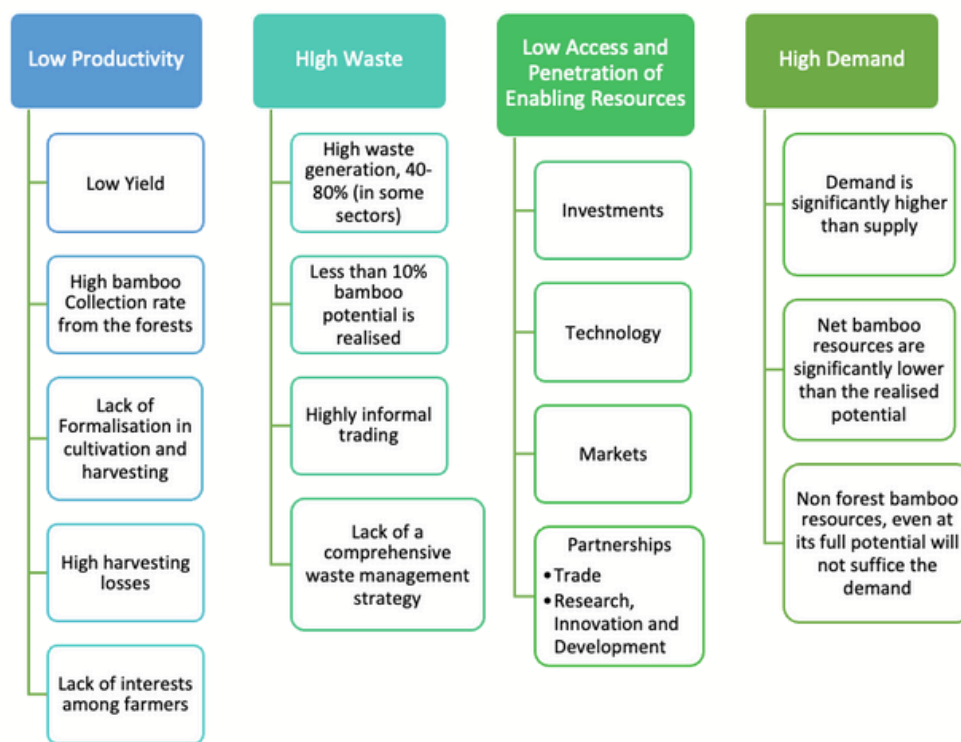 Low Productivity
Low Yield
High bamboo
Collection rate
from the forests
Lack of
Formalisation in
cultivation and
harvesting
High harvesting
losses
Lack of interests
among farmers
HIgh Waste
High waste
generation, 40-
80% (in some
sectors)
Less than 10%
bamboo
potential is
realised
Highly informal
trading
Lack of a
comprehensive
waste management
strategy
Low Access and
Penetration of
Enabling Resources
Investments
Technology
Markets
Partnerships
• Trade
• Research,
Innovation and
Development
High Demand
Demand is
significantly higher
than supply
Net bamboo
resources are
significantly lower
than the realised
potential
Non forest bamboo
resources, even at
its full potential will
not suffice the
demand